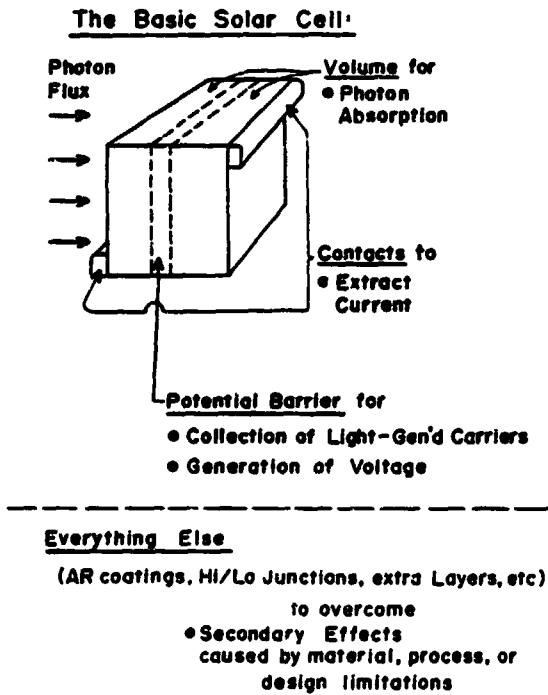 The Basic Solar Cell:
Photon
Flux
Volume for
• Photon
Absorption
Contacts to
• Extract
Current
Potential Barrier for
• Collection of Light-Gen'd Carriers
• Generation of Voltage
Everything Else
(AR coatings, Hi/Lo Junctions, extra Layers, etc)
to overcome
• Secondary Effects
caused by material, process, or
design limitations